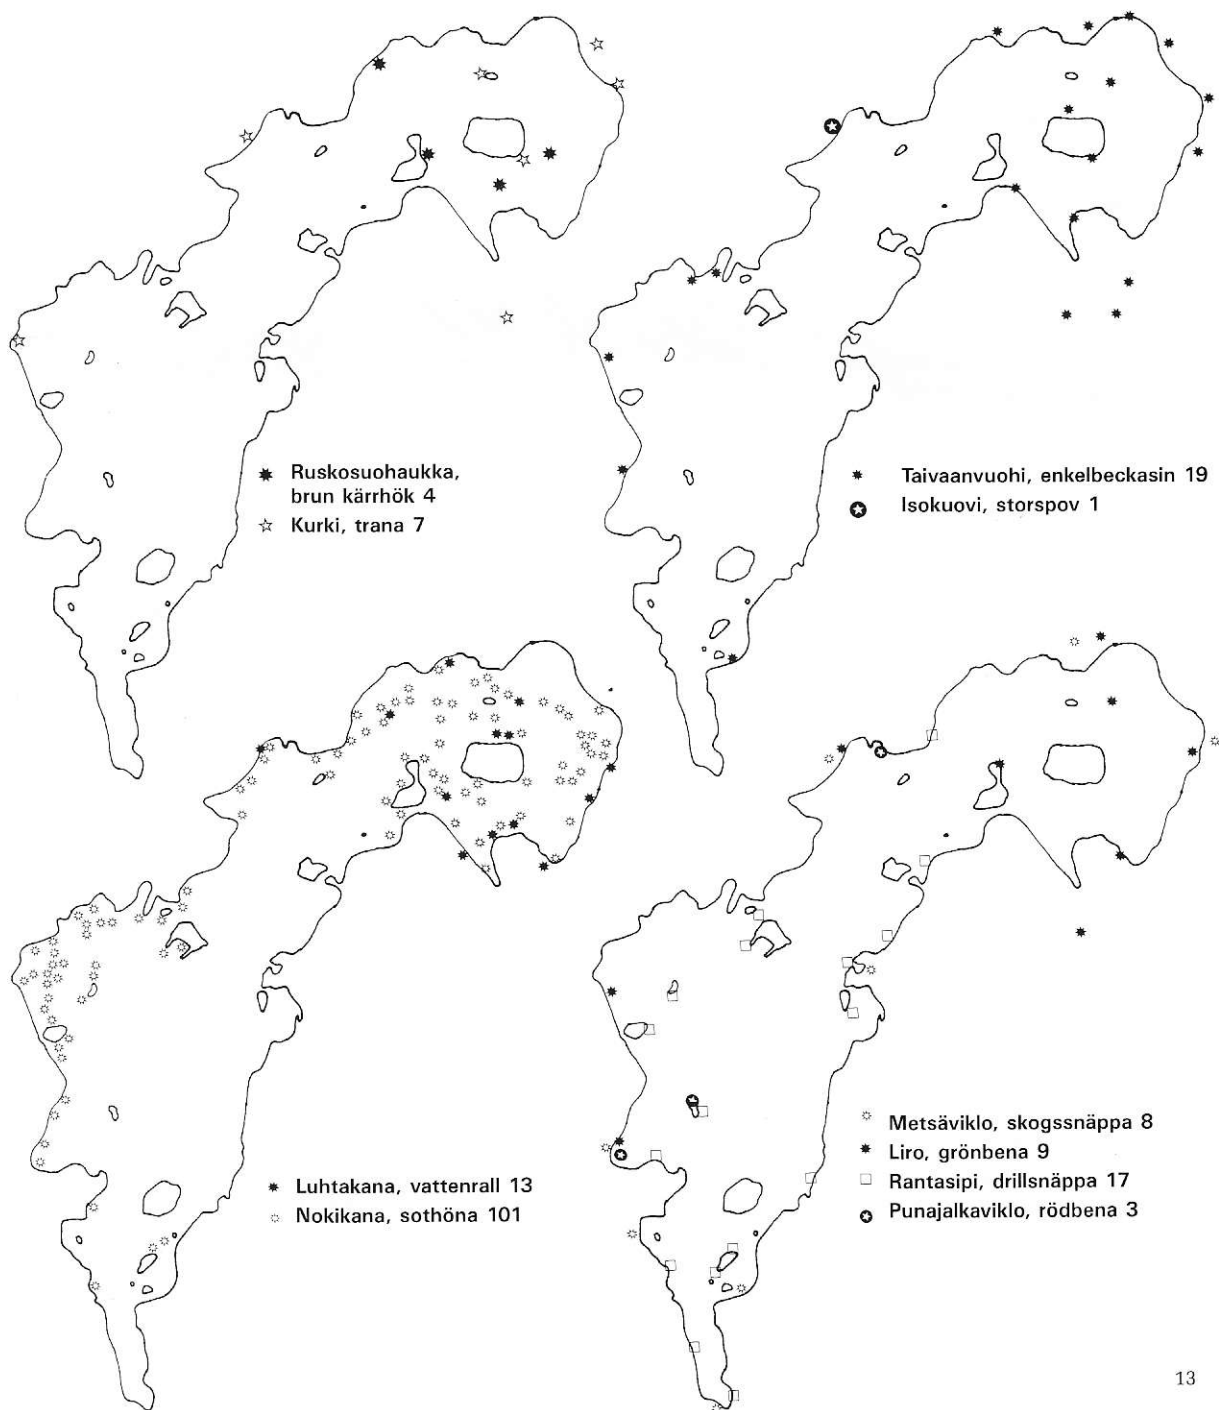 Ruskosuohaukka,
brun kärrhök 4
Kurki, trana 7
Taivaanvuohi, enkelbeckasin 19
Isokuovi, storspov 1
Luhtakana, vattenrall 13
Nokikana, sothöna 101
Metsäviklo, skogssnäppa 8
Liro, grönbena 9
Rantasipi, drillsnäppa 17
Punajalkaviklo, rödbena 3
13